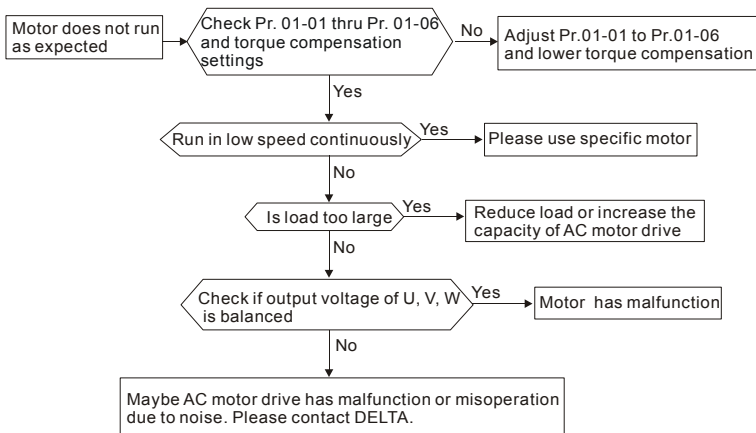 Motor does not run
as expected
Check Pr. 01-01 thru Pr. 01-06
and torque compensation
settings
No
Adjust Pr.01-01 to Pr.01-06
and lower torque compensation
Yes
Run in low speed continuously
Yes
Please use specific motor
No
Is load too large
Yes
Reduce load or increase the
capacity of AC motor drive
No
Check if output voltage of U, V, W
is balanced
Yes
Motor has malfunction
No
Maybe AC motor drive has malfunction or misoperation
due to noise. Please contact DELTA.